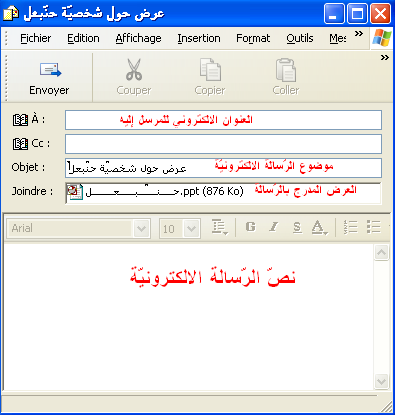 عرض حول شخصيّة حنّبعل
Fichier Edition Affichage Insertion Format Outils Mes »
Envoyer Couper Copier Coller »
À : العنوان الالكتروني للمرسل إليه
Cc :
Objet : عرض حول شخصيّة حنّبعل موضوع الرّسالة الالكترونيّة
Joindre : حـــنّـــبـــعـــل.ppt (876 Ko) العرض المدرج بالرّسالة
Arial 10 G I S A
نصّ الرّسالة الالكترونيّة